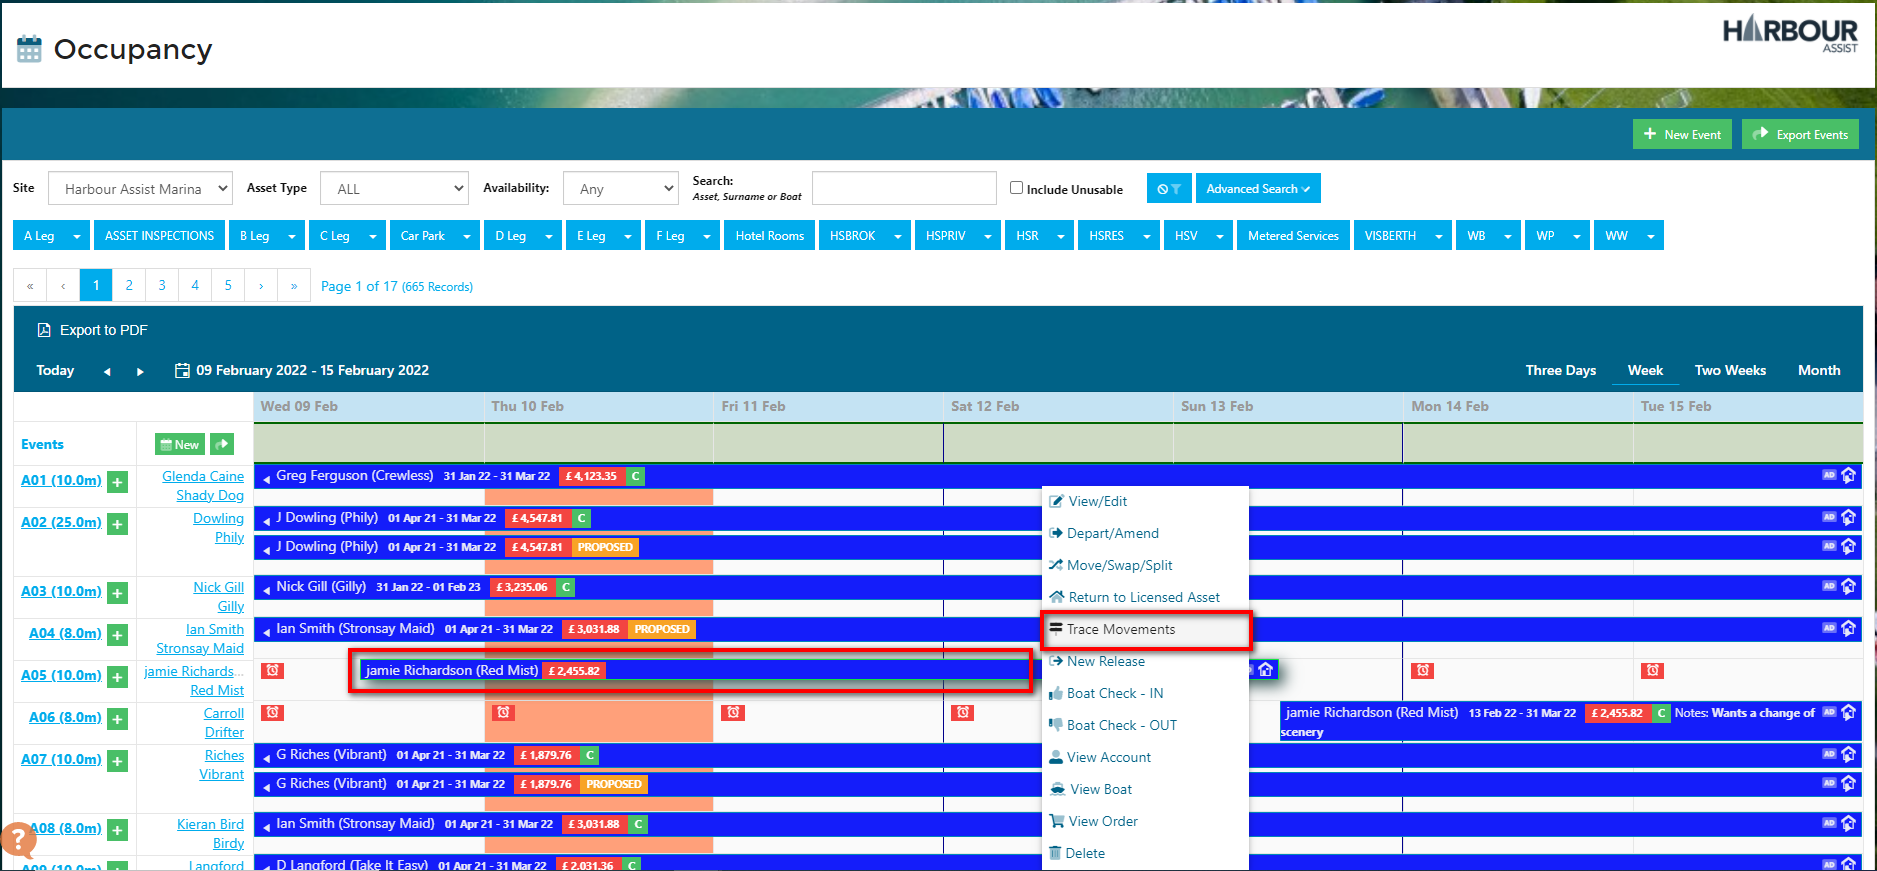 Occupancy
HARBOUR
ASSIST
New Event
Export Events
Site
Harbour Assist Marina
Asset Type
ALL
Availability:
Any
Search:
Asset, Surname or Boat
Include Unusable
Advanced Search
A Leg
ASSET INSPECTIONS
B Leg
C Leg
Car Park
D Leg
E Leg
F Leg
Hotel Rooms
HSBROK
HSPRIV
HSR
HSRES
HSV
Metered Services
VISBERTH
WB
WP
WW
« ‹ 1 2 3 4 5 › » Page 1 of 17 (665 Records)
Export to PDF
Today
09 February 2022 - 15 February 2022
Three Days
Week
Two Weeks
Month
Wed 09 Feb
Thu 10 Feb
Fri 11 Feb
Sat 12 Feb
Sun 13 Feb
Mon 14 Feb
Tue 15 Feb
Events
New
A01 (10.0m) +
Glenda Caine
Shady Dog
Greg Ferguson (Crewless) 31 Jan 22 - 31 Mar 22 £ 4,123.35 C
AD
A02 (25.0m) +
Dowling
Phily
J Dowling (Phily) 01 Apr 21 - 31 Mar 22 £ 4,547.81 C
AD
J Dowling (Phily) 01 Apr 21 - 31 Mar 22 £ 4,547.81 PROPOSED
AD
A03 (10.0m) +
Nick Gill
Gilly
Nick Gill (Gilly) 31 Jan 22 - 01 Feb 23 £ 3,235.06 C
AD
A04 (8.0m) +
Ian Smith
Stronsay Maid
Ian Smith (Stronsay Maid) 01 Apr 21 - 31 Mar 22 £ 3,031.88 PROPOSED
AD
A05 (10.0m) +
jamie Richards...
Red Mist
jamie Richardson (Red Mist) £ 2,455.82
A06 (8.0m) +
Carroll
Drifter
jamie Richardson (Red Mist) 13 Feb 22 - 31 Mar 22 £ 2,455.82 C Notes: Wants a change of
scenery
AD
A07 (10.0m) +
Riches
Vibrant
G Riches (Vibrant) 01 Apr 21 - 31 Mar 22 £ 1,879.76 C
AD
G Riches (Vibrant) 01 Apr 21 - 31 Mar 22 £ 1,879.76 PROPOSED
AD
A08 (8.0m) +
Kieran Bird
Birdy
Ian Smith (Stronsay Maid) 01 Apr 21 - 31 Mar 22 £ 3,031.88 C
AD
A09 (10.0m)
Langford
D Langford (Take It Easy) 01 Apr 21 - 31 Mar 22 £ 2,031.36 C
AD
View/Edit
Depart/Amend
Move/Swap/Split
Return to Licensed Asset
Trace Movements
New Release
Boat Check - IN
Boat Check - OUT
View Account
View Boat
View Order
Delete
?